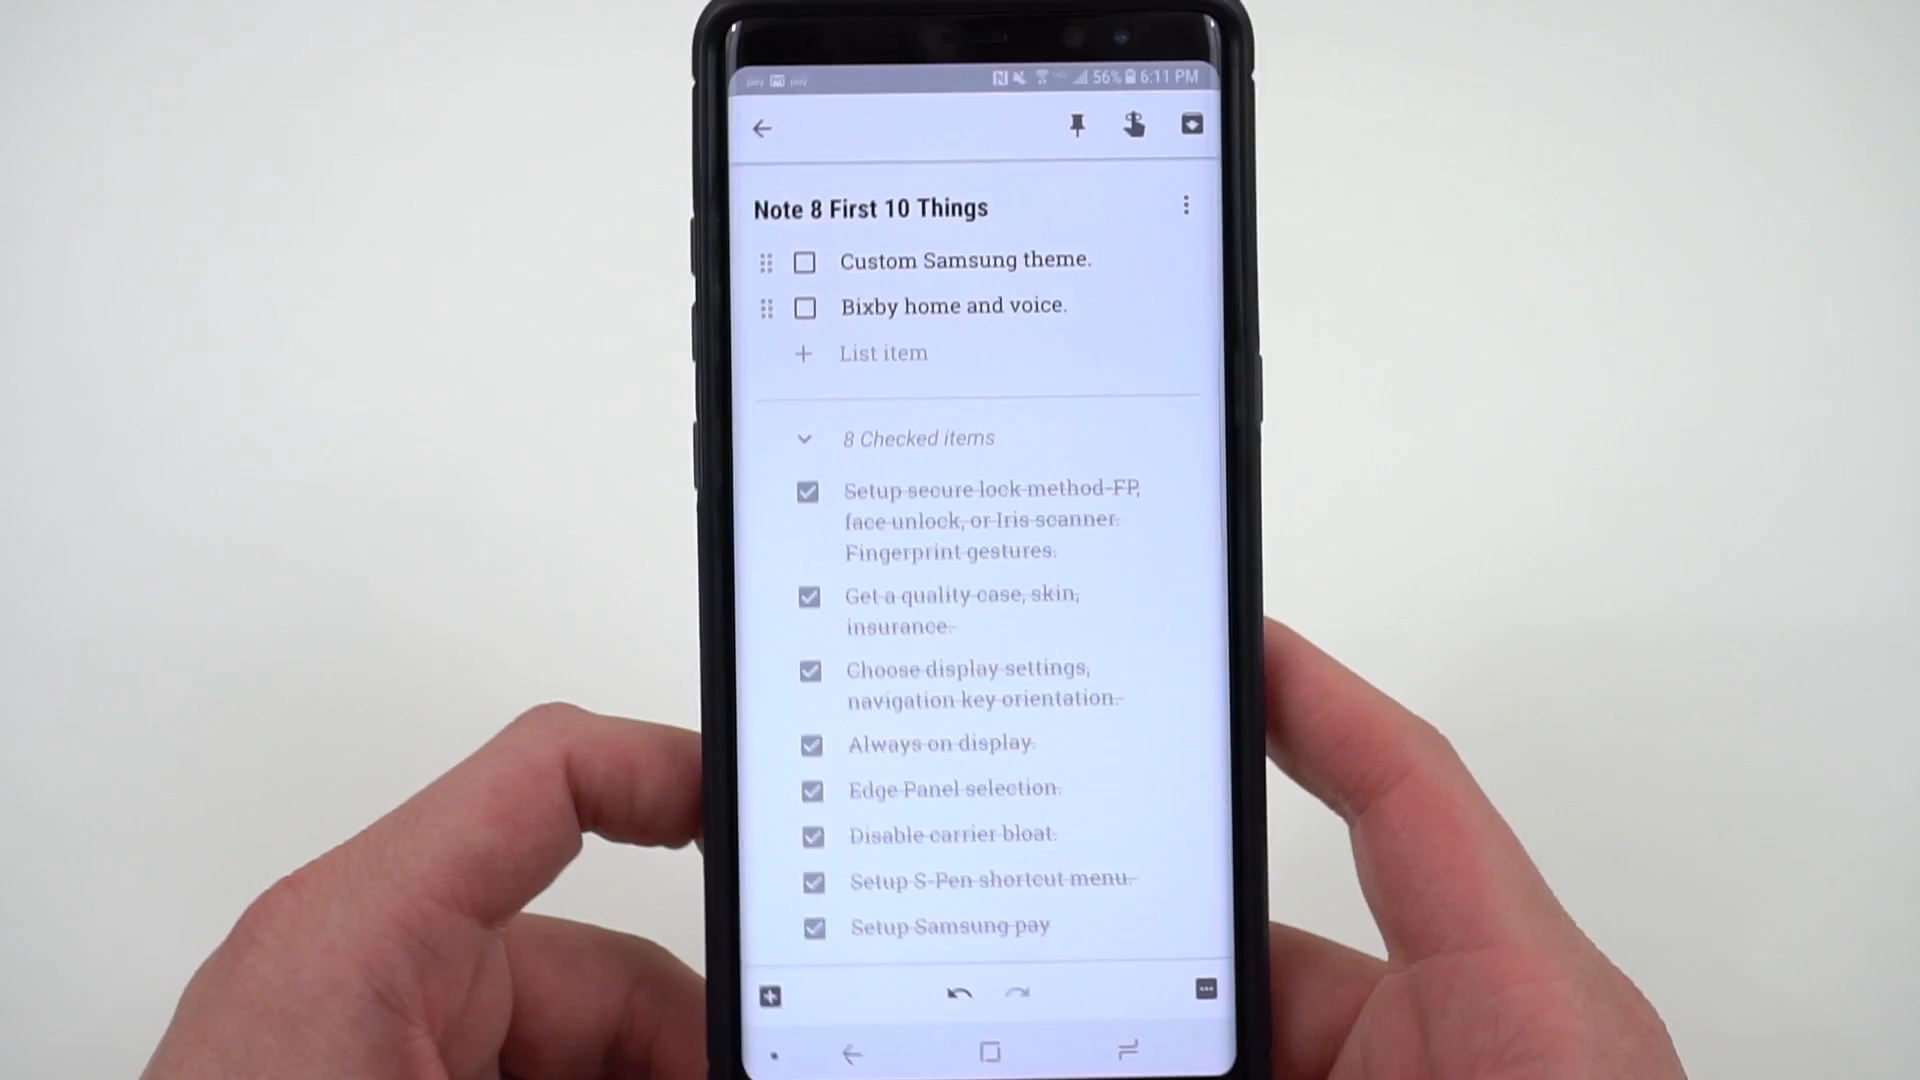 pay M pay 56% 6:11 PM
Note 8 First 10 Things
Custom Samsung theme.
Bixby home and voice.
+ List item
8 Checked items
Setup secure lock method-FP,
face unlock, or Iris scanner.
Fingerprint gestures.
Get a quality case, skin,
insurance.
Choose display settings,
navigation key orientation.
Always on display.
Edge Panel selection.
Disable carrier bloat.
Setup S-Pen shortcut menu.
Setup Samsung pay